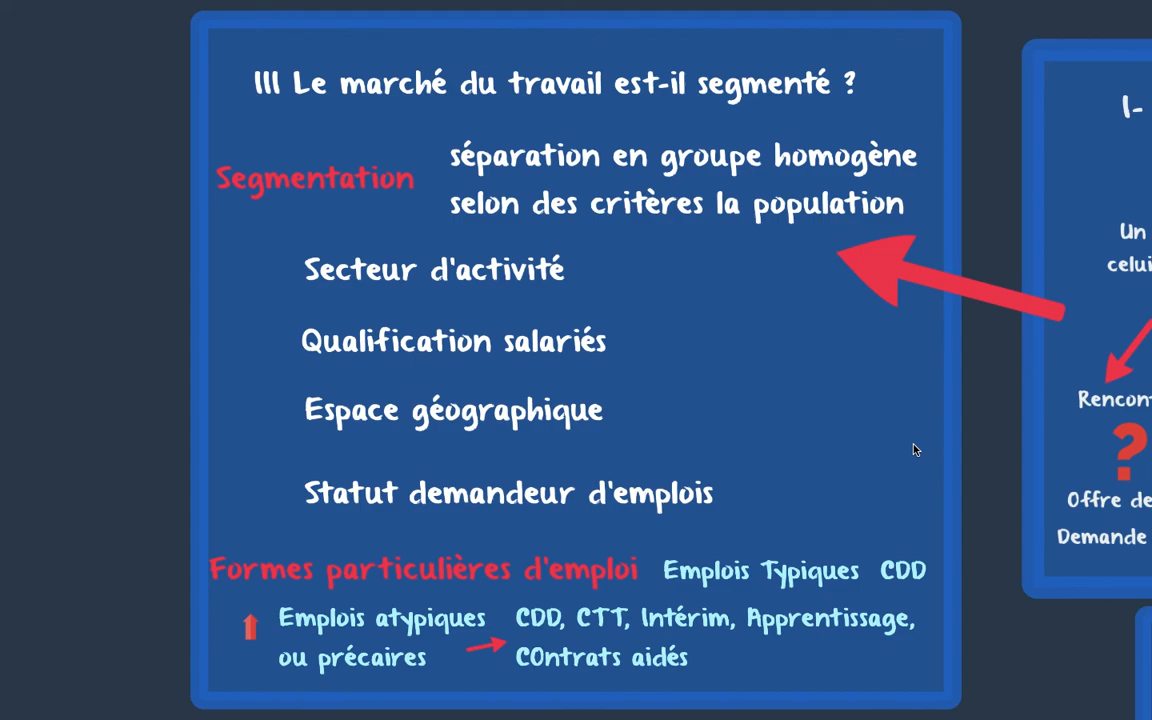 III Le marché du travail est-il segmenté ?
Segmentation
séparation en groupe homogène
selon des critères la population
Secteur d'activité
Qualification salariés
Espace géographique
Statut demandeur d'emplois
Formes particulières d'emploi Emplois Typiques CDD
Emplois atypiques CDD, CTT, Intérim, Apprentissage,
ou précaires COntrats aidés
I-
Un
celui
Rencont
?
Offre de
Demande